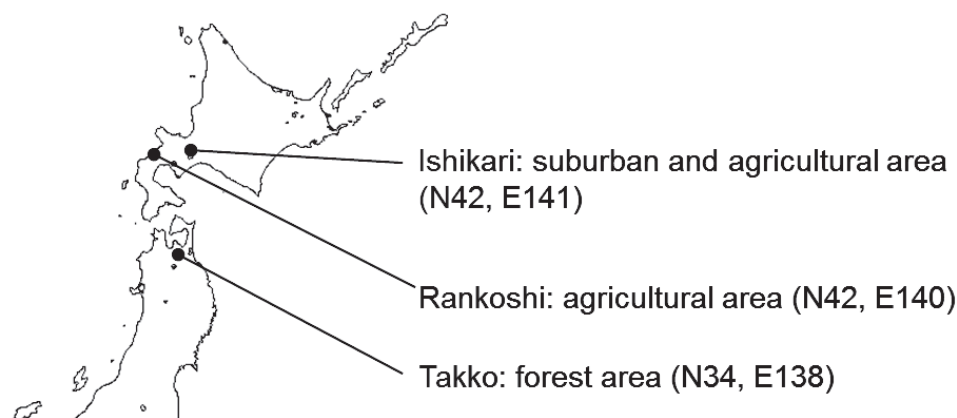 Ishikari: suburban and agricultural area
(N42, E141)
Rankoshi: agricultural area (N42, E140)
Takko: forest area (N34, E138)